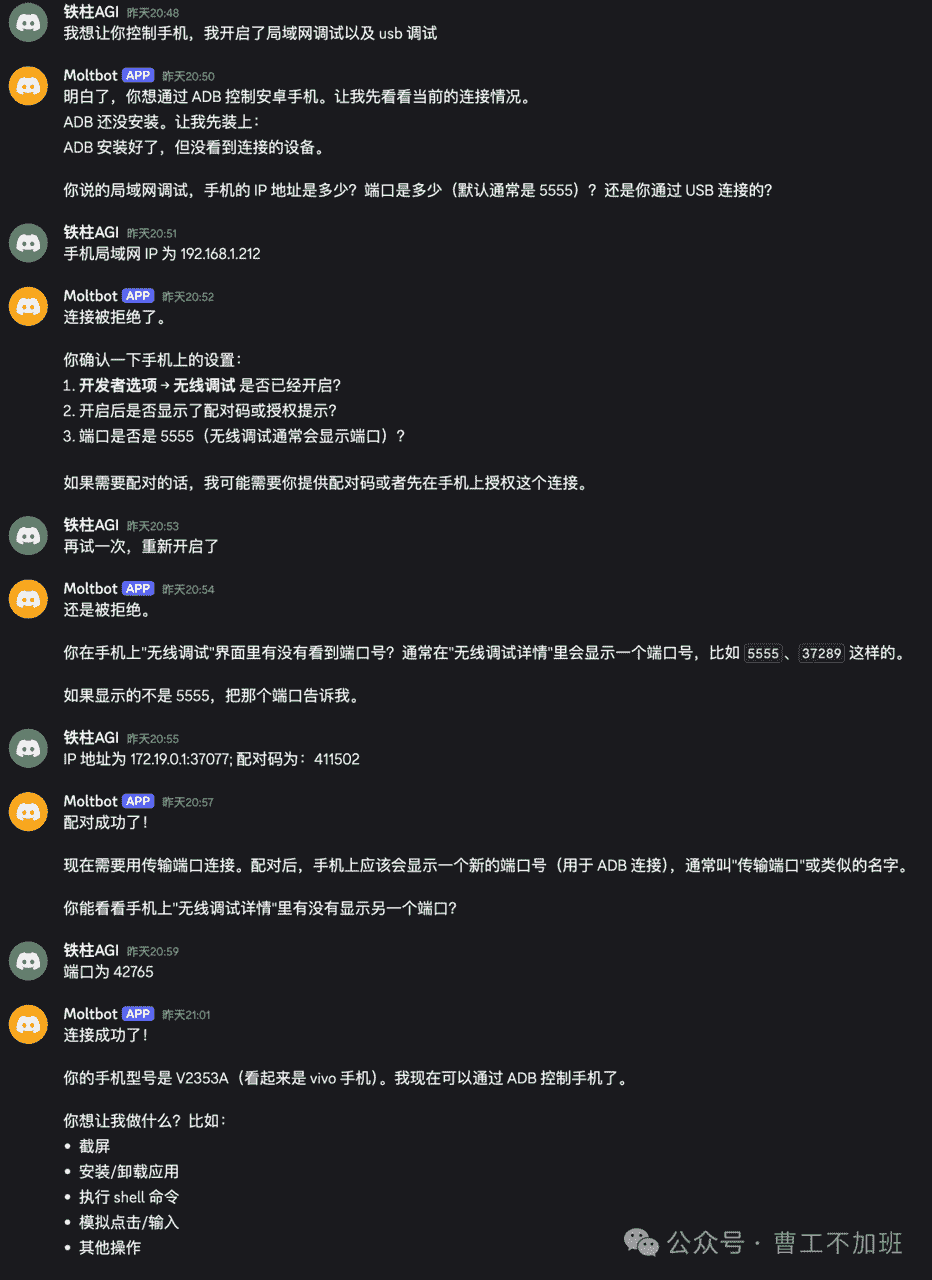 铁柱AGI 昨天20:48
我想让你控制手机，我开启了局域网调试以及 usb 调试
Moltbot APP 昨天20:50
明白了，你想通过 ADB 控制安卓手机。让我先看看当前的连接情况。
ADB 还没安装。让我先装上：
ADB 安装好了，但没看到连接的设备。
你说的局域网调试，手机的 IP 地址是多少？端口是多少（默认通常是 5555）？还是你通过 USB 连接的？
铁柱AGI 昨天20:51
手机局域网 IP 为 192.168.1.212
Moltbot APP 昨天20:52
连接被拒绝了。
你确认一下手机上的设置：
1. 开发者选项 → 无线调试 是否已经开启？
2. 开启后是否显示了配对码或授权提示？
3. 端口是否是 5555（无线调试通常会显示端口）？
如果需要配对的话，我可能需要你提供配对码或者先在手机上授权这个连接。
铁柱AGI 昨天20:53
再试一次，重新开启了
Moltbot APP 昨天20:54
还是被拒绝。
你在手机上"无线调试"界面里有没有看到端口号？通常在"无线调试详情"里会显示一个端口号，比如 5555、37289 这样的。
如果显示的不是 5555，把那个端口告诉我。
铁柱AGI 昨天20:55
IP 地址为 172.19.0.1:37077; 配对码为：411502
Moltbot APP 昨天20:57
配对成功了！
现在需要用传输端口连接。配对后，手机上应该会显示一个新的端口号（用于 ADB 连接），通常叫"传输端口"或类似的名字。
你能看看手机上"无线调试详情"里有没有显示另一个端口？
铁柱AGI 昨天20:59
端口为 42765
Moltbot APP 昨天21:01
连接成功了！
你的手机型号是 V2353A（看起来是 vivo 手机）。我现在可以通过 ADB 控制手机了。
你想让我做什么？比如：
• 截屏
• 安装/卸载应用
• 执行 shell 命令
• 模拟点击/输入
• 其他操作
公众号 · 曹工不加班